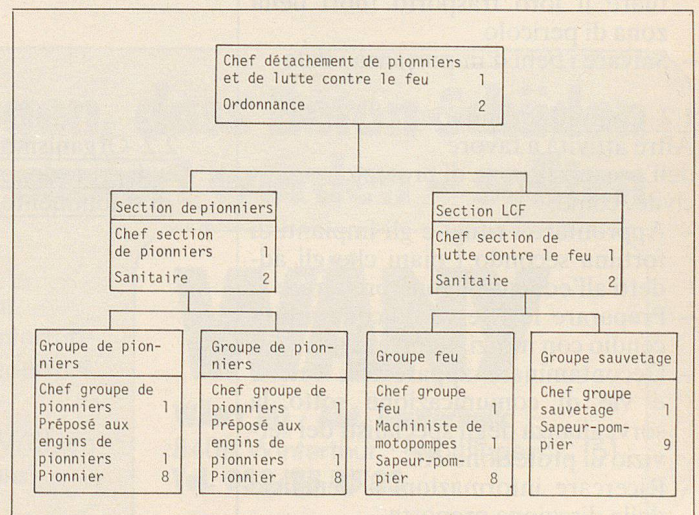 Chef détachement de pionniers
et de lutte contre le feu 1
Ordonnance 2
Section de pionniers
Chef section
de pionniers 1
Sanitaire 2
Section LCF
Chef section de
lutte contre le feu 1
Sanitaire 2
Groupe de pion-
niers
Chef groupe de
pionniers 1
Préposé aux
engins de
pionniers 1
Pionnier 8
Groupe de pion-
niers
Chef groupe de
pionniers 1
Préposé aux
engins de
pionniers 1
Pionnier 8
Groupe feu
Chef groupe
feu 1
Machiniste de
motopompes 1
Sapeur-pom-
pier 8
Groupe sauvetage
Chef groupe
sauvetage 1
Sapeur-pom-
pier 9